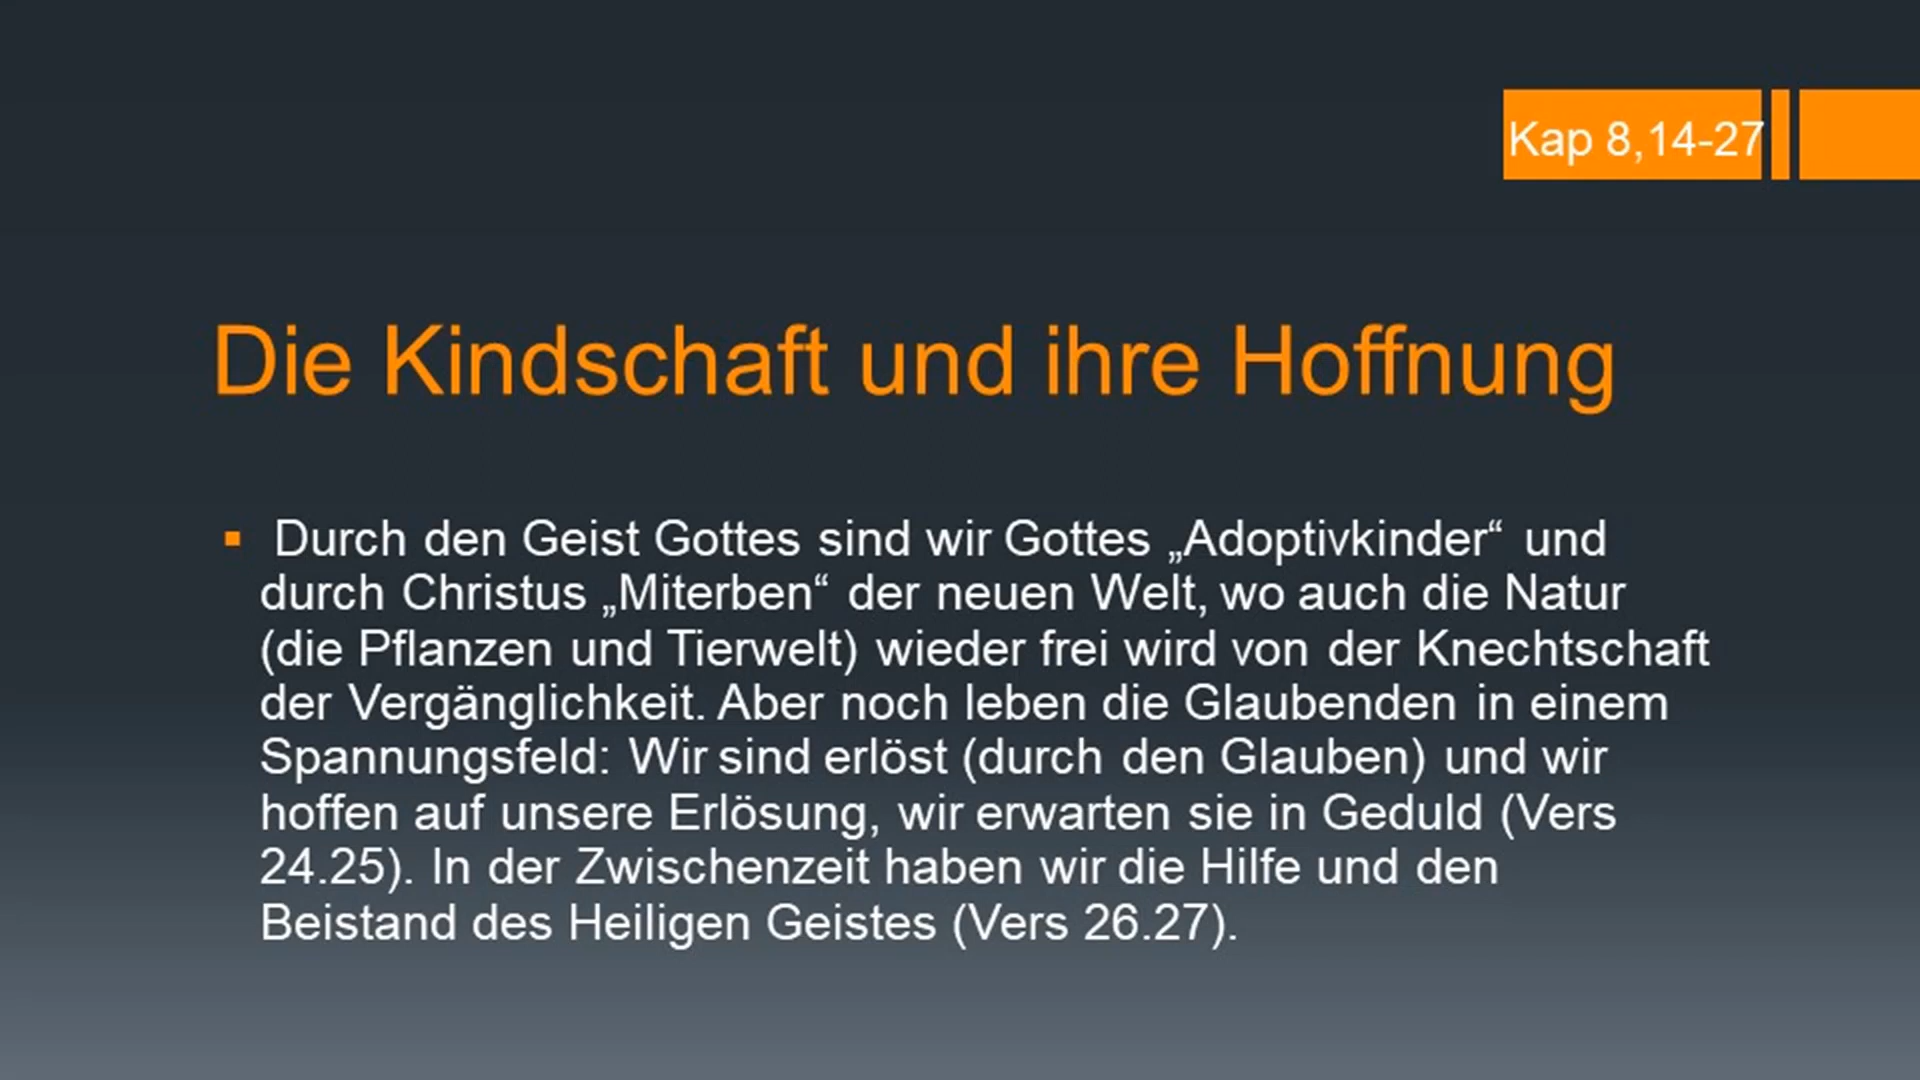 Kap 8,14-27
Die Kindschaft und ihre Hoffnung
▪ Durch den Geist Gottes sind wir Gottes „Adoptivkinder“ und
durch Christus „Miterben“ der neuen Welt, wo auch die Natur
(die Pflanzen und Tierwelt) wieder frei wird von der Knechtschaft
der Vergänglichkeit. Aber noch leben die Glaubenden in einem
Spannungsfeld: Wir sind erlöst (durch den Glauben) und wir
hoffen auf unsere Erlösung, wir erwarten sie in Geduld (Vers
24.25). In der Zwischenzeit haben wir die Hilfe und den
Beistand des Heiligen Geistes (Vers 26.27).